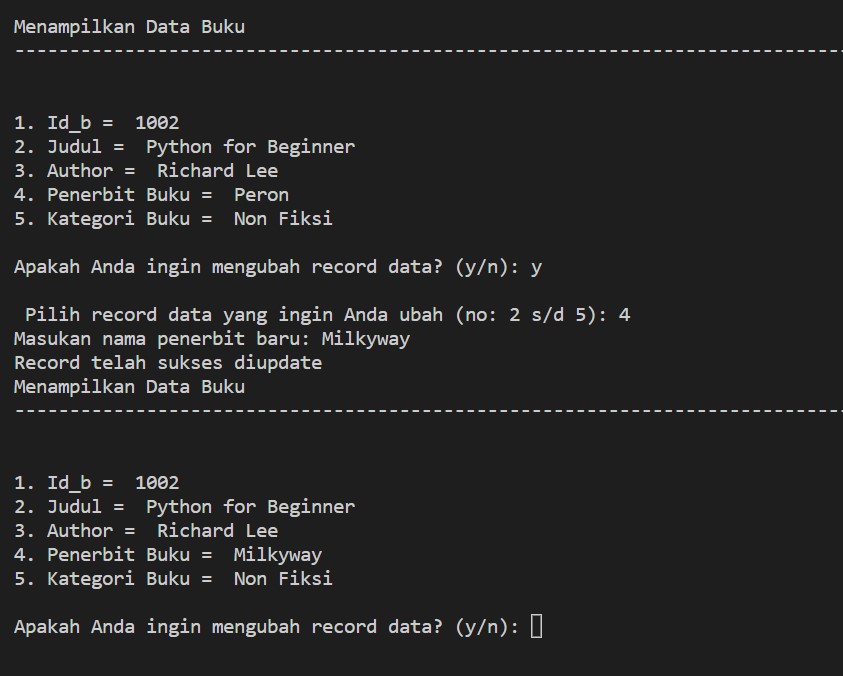 Menampilkan Data Buku
---------------------------------------------------------------------------
1. Id_b =  1002
2. Judul =  Python for Beginner
3. Author =  Richard Lee
4. Penerbit Buku =  Peron
5. Kategori Buku =  Non Fiksi
Apakah Anda ingin mengubah record data? (y/n): y
 Pilih record data yang ingin Anda ubah (no: 2 s/d 5): 4
Masukan nama penerbit baru: Milkyway
Record telah sukses diupdate
Menampilkan Data Buku
---------------------------------------------------------------------------
1. Id_b =  1002
2. Judul =  Python for Beginner
3. Author =  Richard Lee
4. Penerbit Buku =  Milkyway
5. Kategori Buku =  Non Fiksi
Apakah Anda ingin mengubah record data? (y/n):